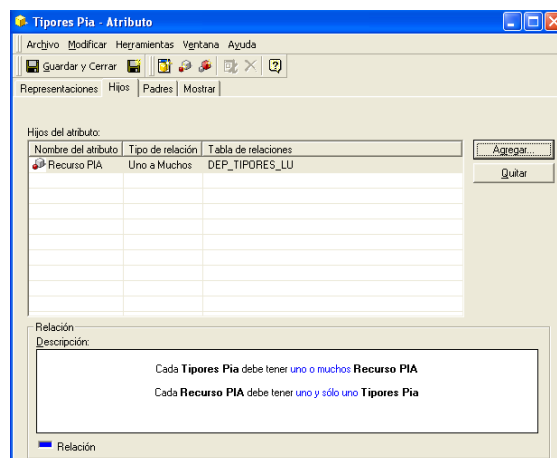 Tipores Pia - Atributo
Archivo Modificar Herramientas Ventana Ayuda
Guardar y Cerrar
Representaciones Hijos Padres Mostrar
Hijos del atributo:
Nombre del atributo Tipo de relación Tabla de relaciones
Recurso PIA Uno a Muchos DEP_TIPORES_LU
Agregar...
Quitar
Relación
Descripción:
Cada Tipores Pia debe tener uno o muchos Recurso PIA
Cada Recurso PIA debe tener uno y sólo uno Tipores Pia
Relación